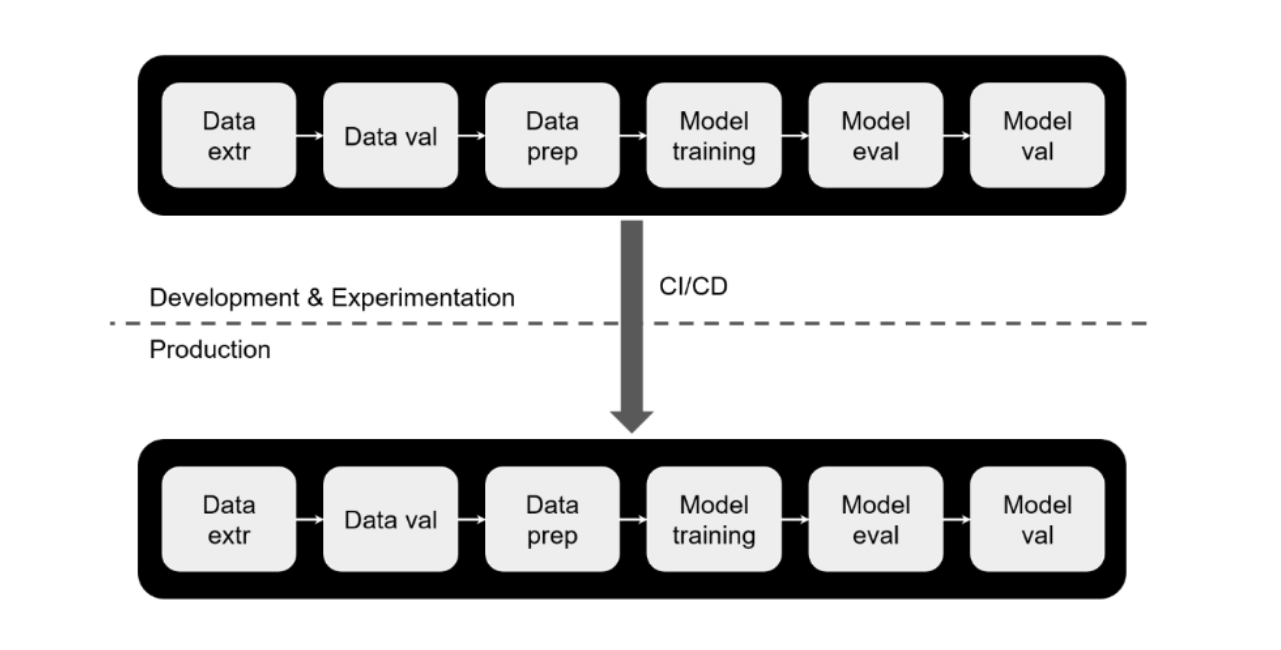 Data
extr
Data val
Data
prep
Model
training
Model
eval
Model
val
CI/CD
Development & Experimentation
Production
Data
extr
Data val
Data
prep
Model
training
Model
eval
Model
val